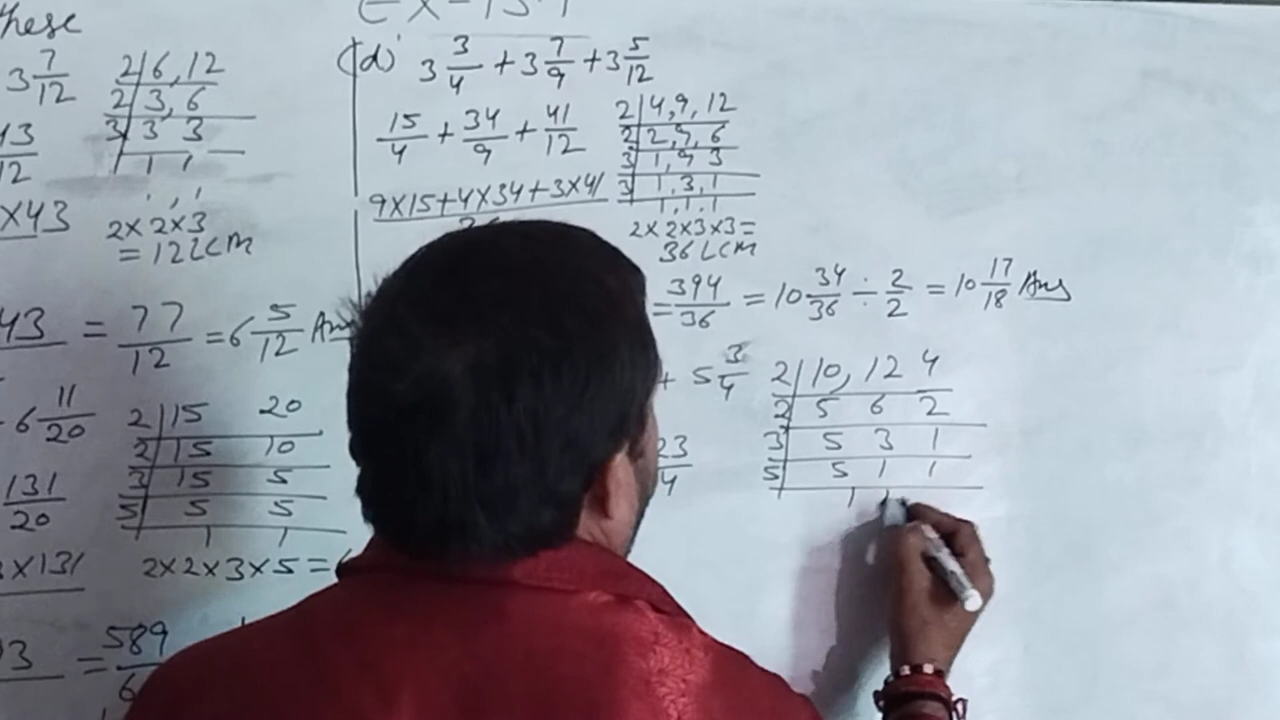 these
3 7/12
2 | 6, 12
2 | 3, 6
3 | 3 3
1 1
43/12
2×2×3
= 12 LCM
×43
43 = 77/12 = 6 5/12 Ans
6 11/20
2 | 15 20
2 | 15 10
3 | 15 5
5 | 5 5
1 1
131/20
×131
2×2×3×5 =
= 589/6
Ex-15.1
(d) 3 3/4 + 3 7/9 + 3 5/12
15/4 + 34/9 + 41/12
2 | 4, 9, 12
2 | 2, 9, 6
3 | 1, 9 3
3 | 1, 3, 1
1, 1, 1
9×15+4×34+3×41
2×2×3×3=
36 LCM
= 394/36 = 10 34/36 ÷ 2/2 = 10 17/18 Ans
+ 5 3/4
2 | 10, 12 4
2 | 5 6 2
3 | 5 3 1
5 | 5 1 1
1 1
23/4